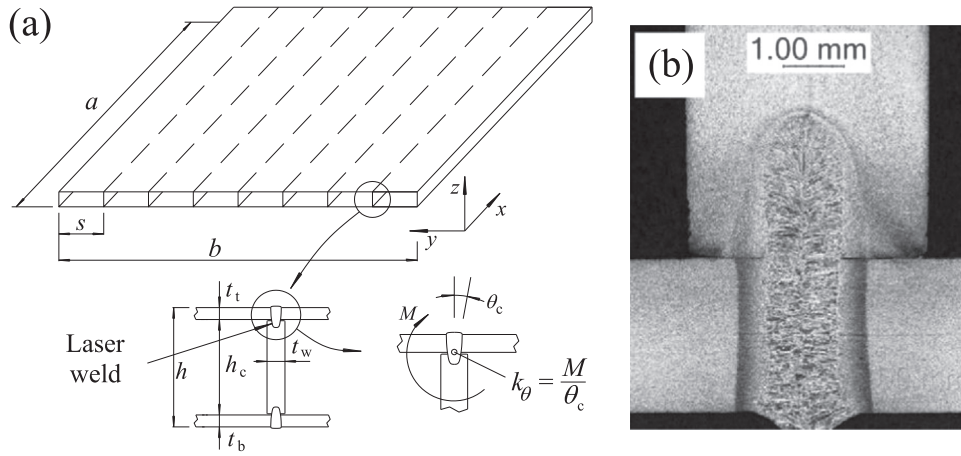 (a)
a
s
b
z
x
y
t_t
h
h_c
t_w
t_b
Laser
weld
M
θ_c
k_θ = M/θ_c
(b)
1.00 mm